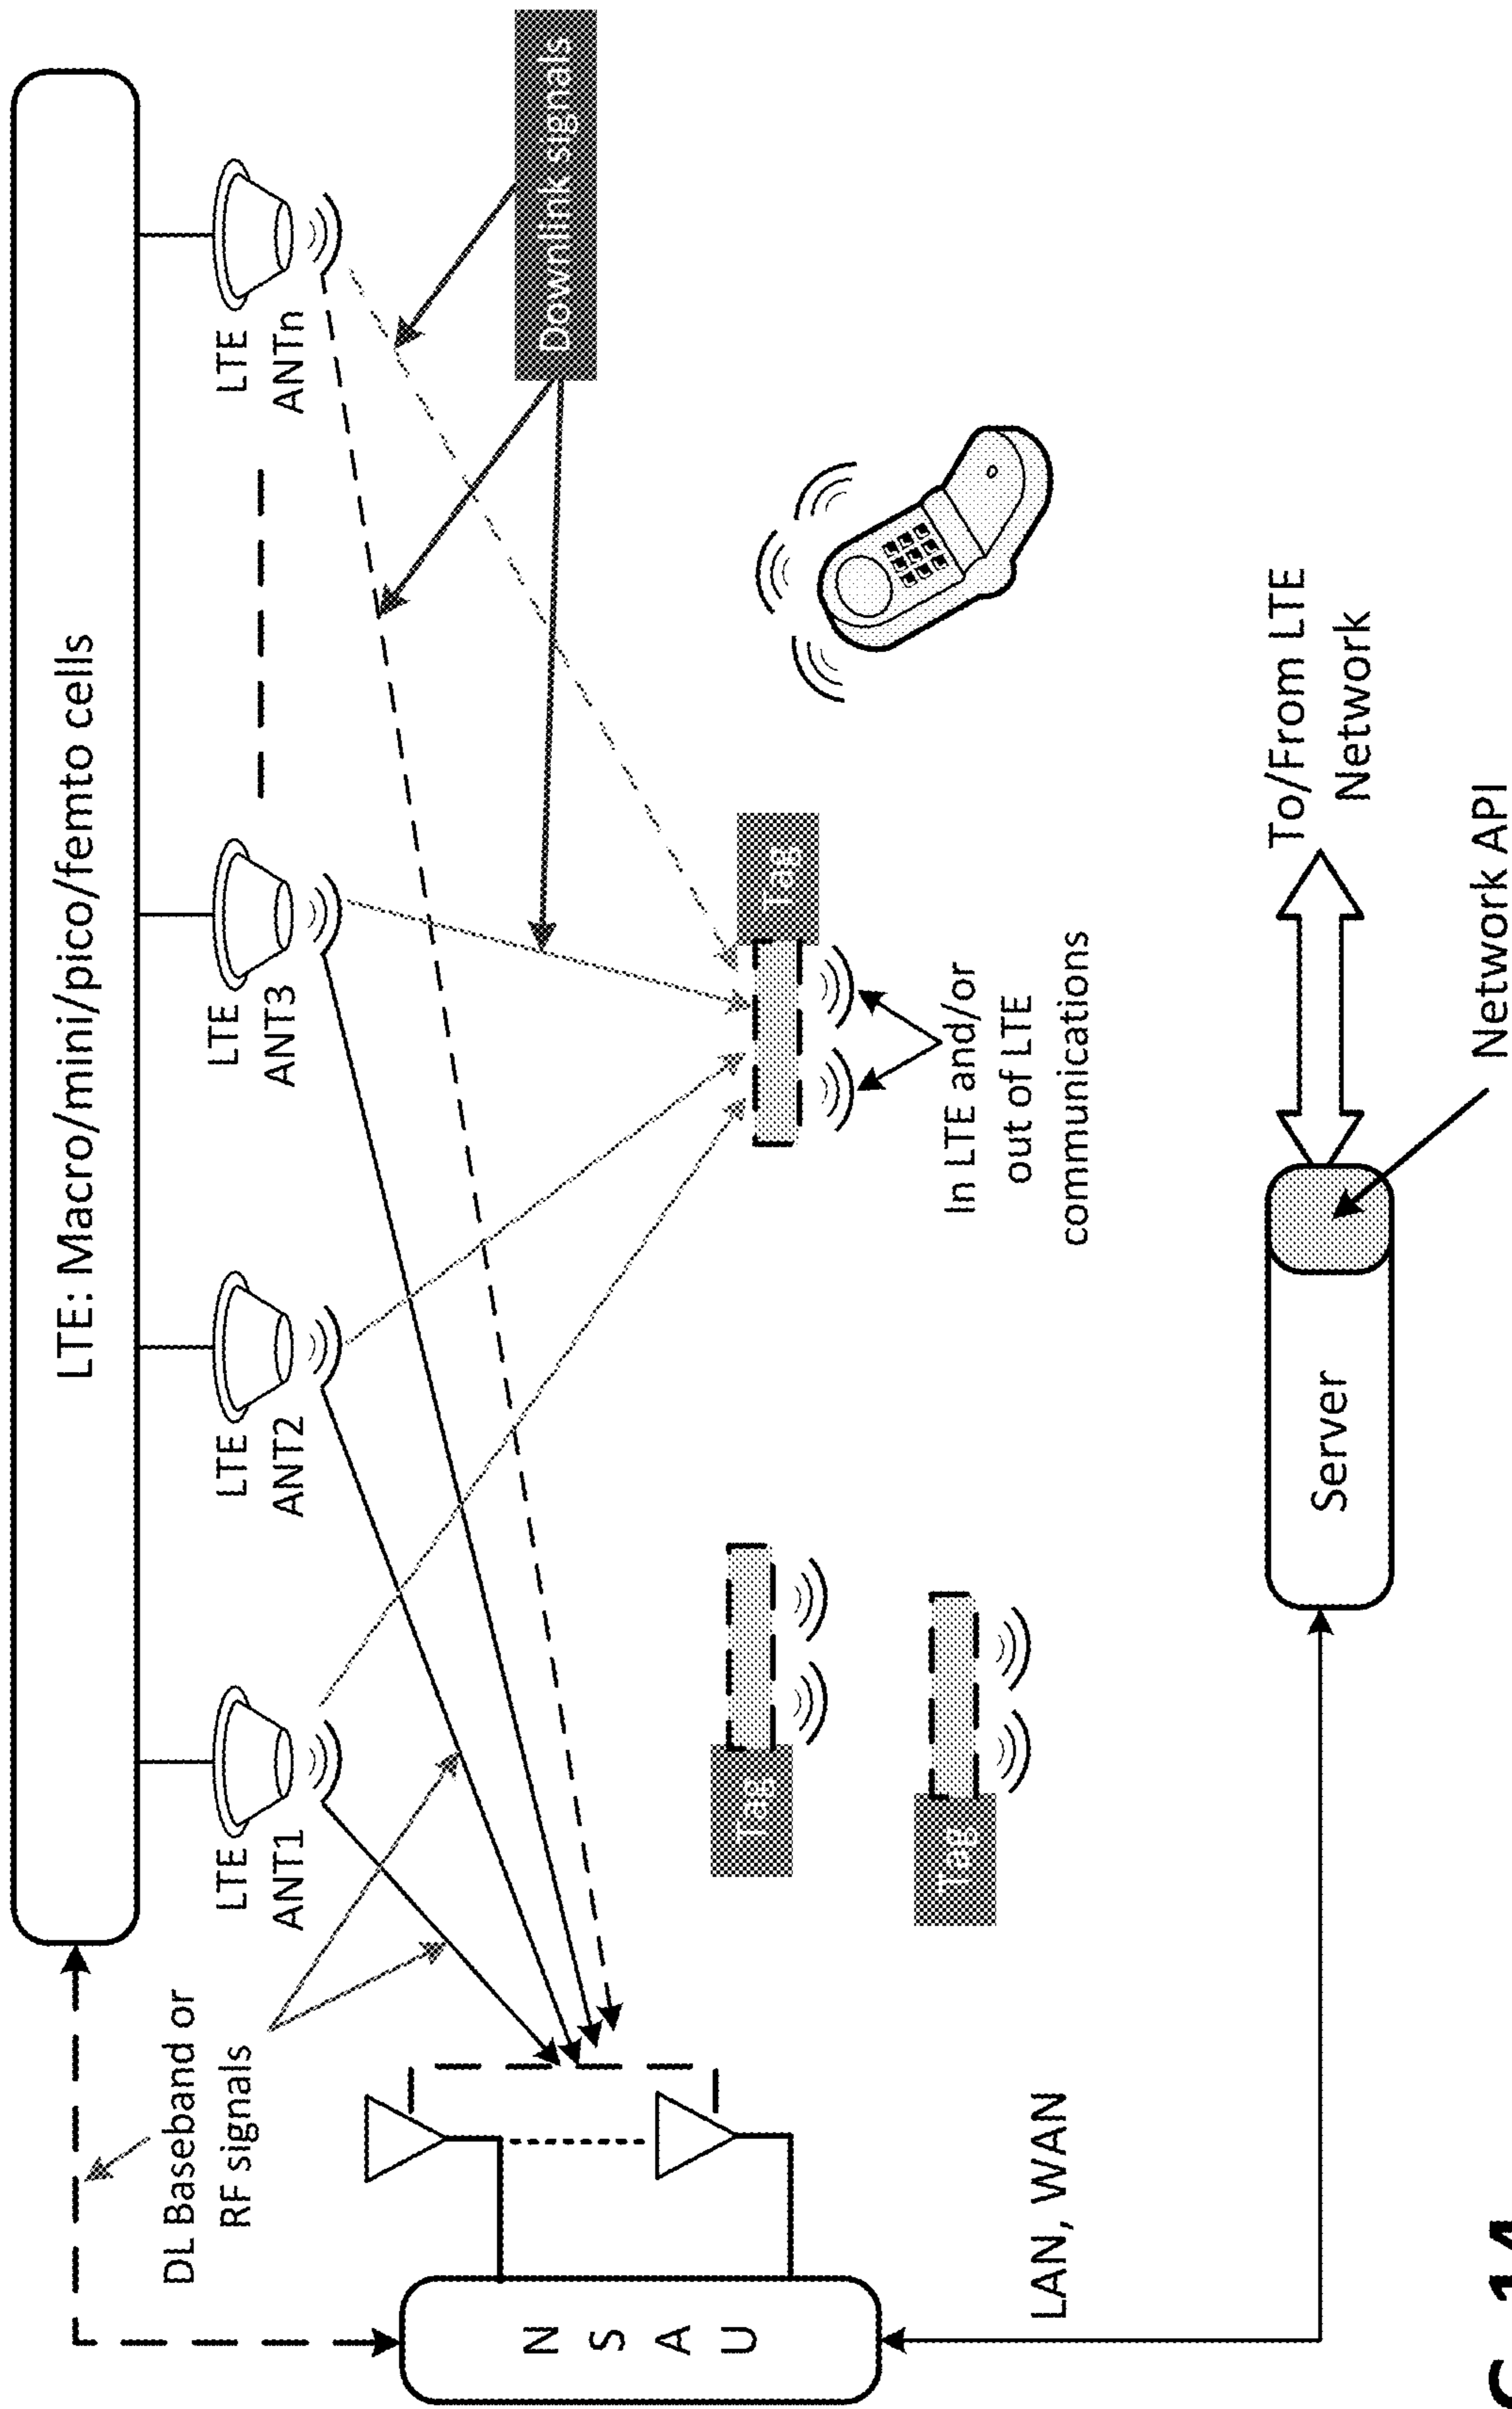 LTE: Macro/mini/pico/femto cells
DL Baseband or
RF signals
LTE
ANT1
LTE
ANT2
LTE
ANT3
LTE
ANTn
Downlink signals
N
S
A
U
Tag
Tag
Tag
In LTE and/or
out of LTE
communications
LAN, WAN
Server
To/From LTE
Network
Network API